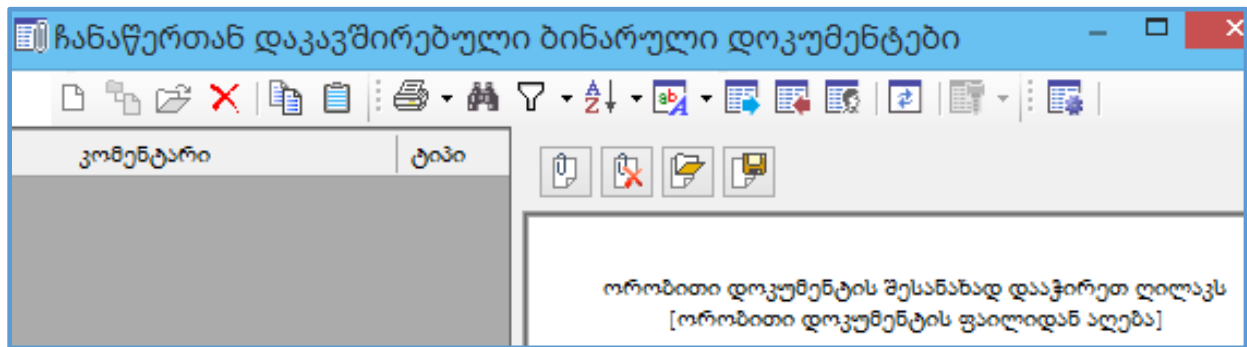 ჩანაწერთან დაკავშირებული ბინარული დოკუმენტები
კომენტარი ტიპი
ორობითი დოკუმენტის შესანახად დააჭირეთ ღილაკს
[ორობითი დოკუმენტის ფაილიდან აღება]